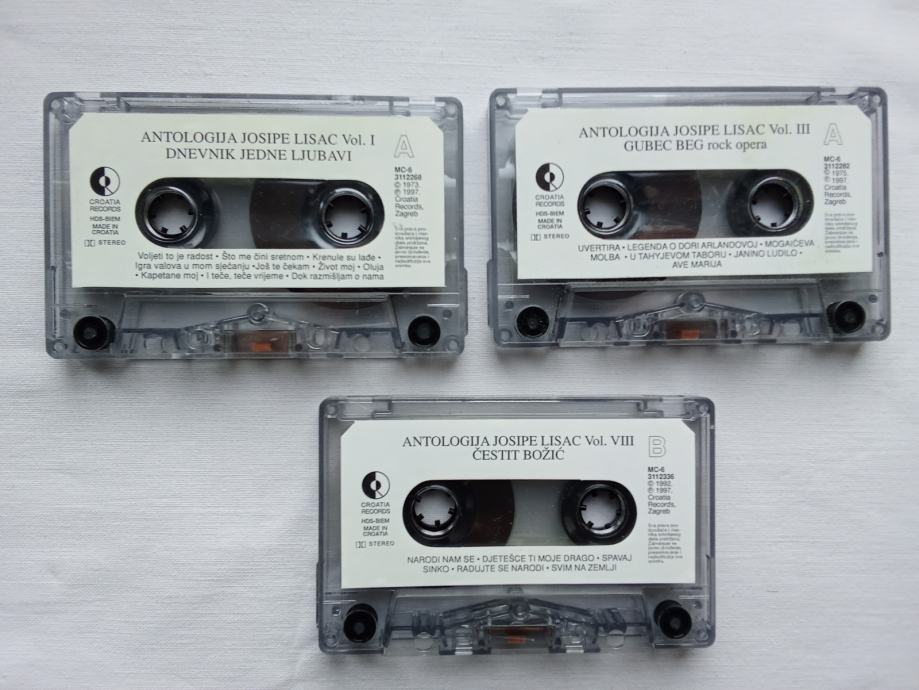 ANTOLOGIJA JOSIPE LISAC Vol. I
DNEVNIK JEDNE LJUBAVI
A
CROATIA
RECORDS
HDS-BIEM
MADE IN
CROATIA
STEREO
MC-6
3112268
© 1973.
℗ 1997.
Croatia
Records,
Zagreb
Voljeti to je radost • Što me čini sretnom • Krenule su lađe •
Igra valova u mom sjećanju • Još te čekam • Život moj • Oluja
• Kapetane moj • I teče, teče vrijeme • Dok razmišljam o nama
ANTOLOGIJA JOSIPE LISAC Vol. III
GUBEC BEG rock opera
A
CROATIA
RECORDS
HDS-BIEM
MADE IN
CROATIA
STEREO
MC-6
3112282
© 1975.
℗ 1997.
Croatia
Records,
Zagreb
UVERTIRA • LEGENDA O DORI ARLANDOVOJ • MOGAIĆEVA
MOLBA • U TAHYJEVOM TABORU • JANINO LUDILO •
AVE MARIJA
ANTOLOGIJA JOSIPE LISAC Vol. VIII
ČESTIT BOŽIĆ
B
CROATIA
RECORDS
HDS-BIEM
MADE IN
CROATIA
STEREO
MC-6
3112336
© 1992.
℗ 1997.
Croatia
Records,
Zagreb
NARODI NAM SE • DJETEŠCE TI MOJE DRAGO • SPAVAJ
SINKO • RADUJTE SE NARODI • SVIM NA ZEMLJI